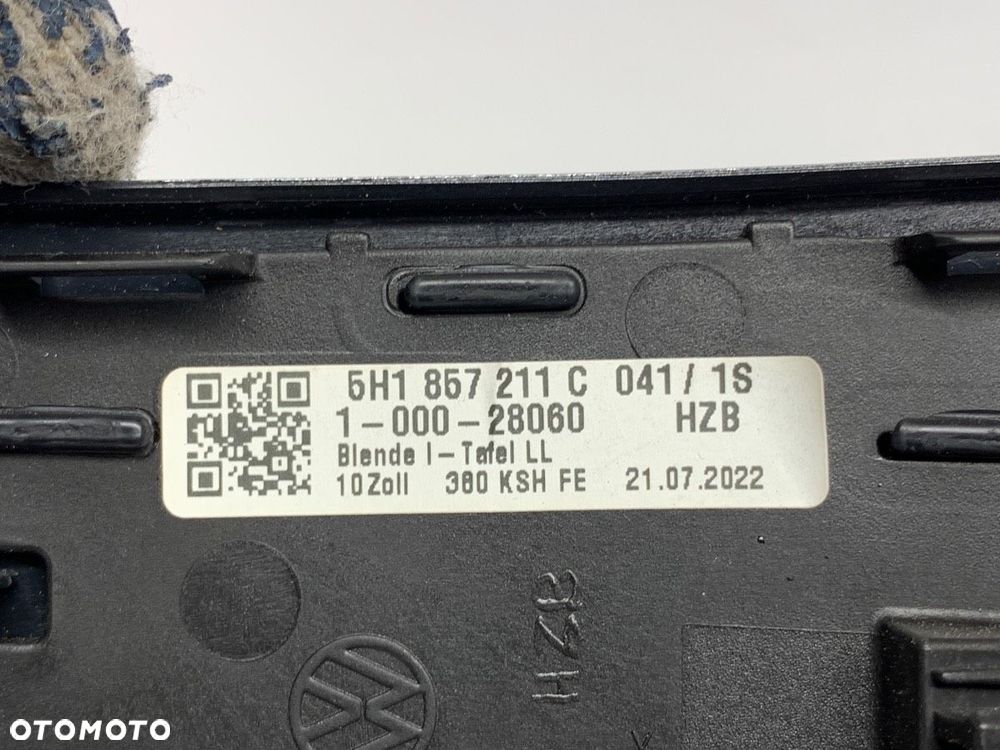 5H1 857 211 C 041 / 1S
1-000-28060 HZB
Blende I-Tafel LL
10Zoll 380 KSH FE 21.07.2022
HZB
OTOMOTO